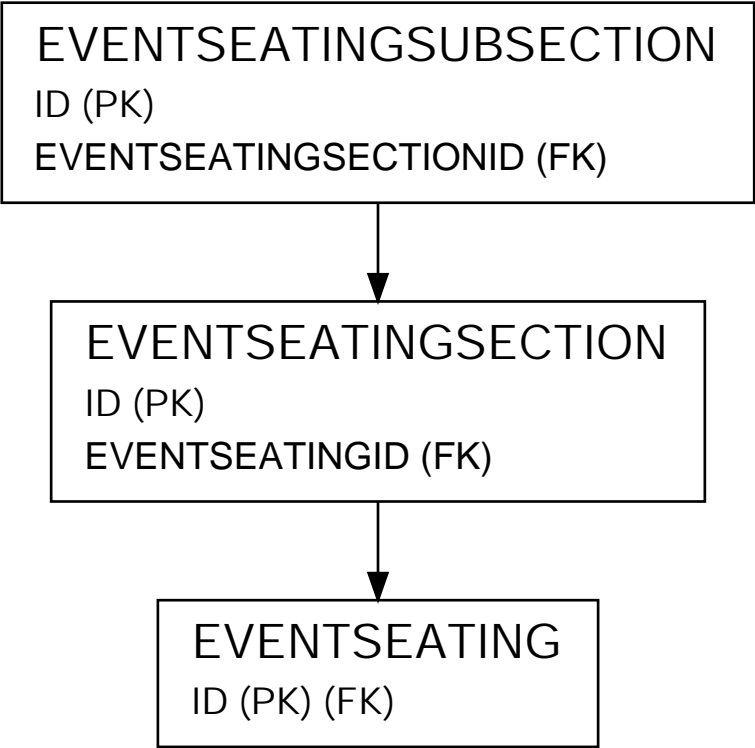 EVENTSEATINGSUBSECTION
ID (PK)
EVENTSEATINGSECTIONID (FK)
EVENTSEATINGSECTION
ID (PK)
EVENTSEATINGID (FK)
EVENTSEATING
ID (PK) (FK)